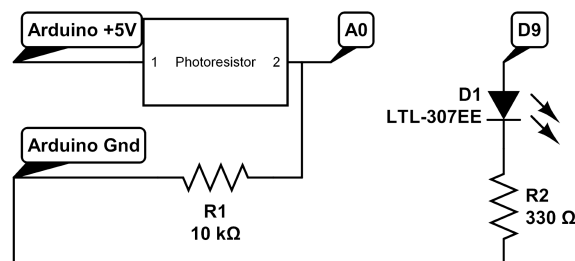 Arduino +5V
A0
D9
1 Photoresistor 2
D1
LTL-307EE
Arduino Gnd
R1
10 kΩ
R2
330 Ω